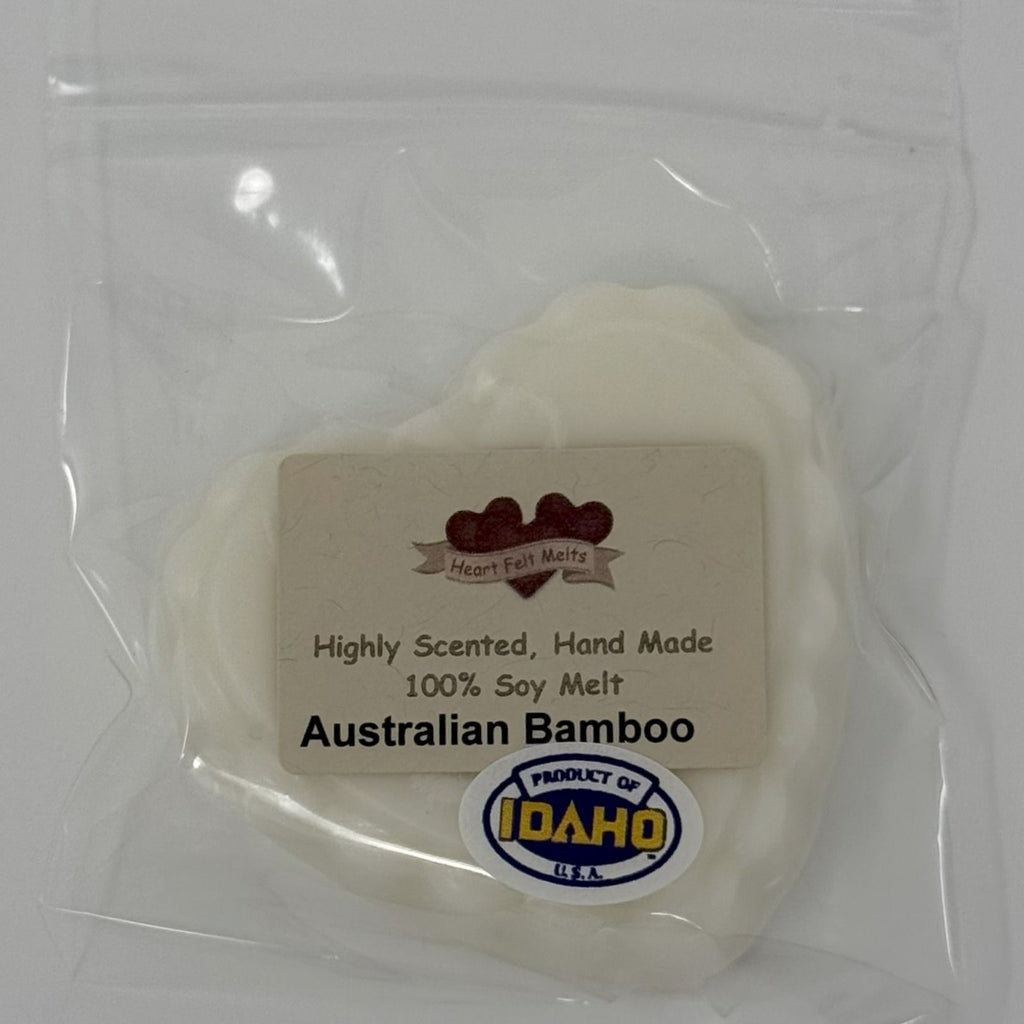 Heart Felt Melts
Highly Scented, Hand Made
100% Soy Melt
Australian Bamboo
PRODUCT OF
IDAHO
U.S.A.